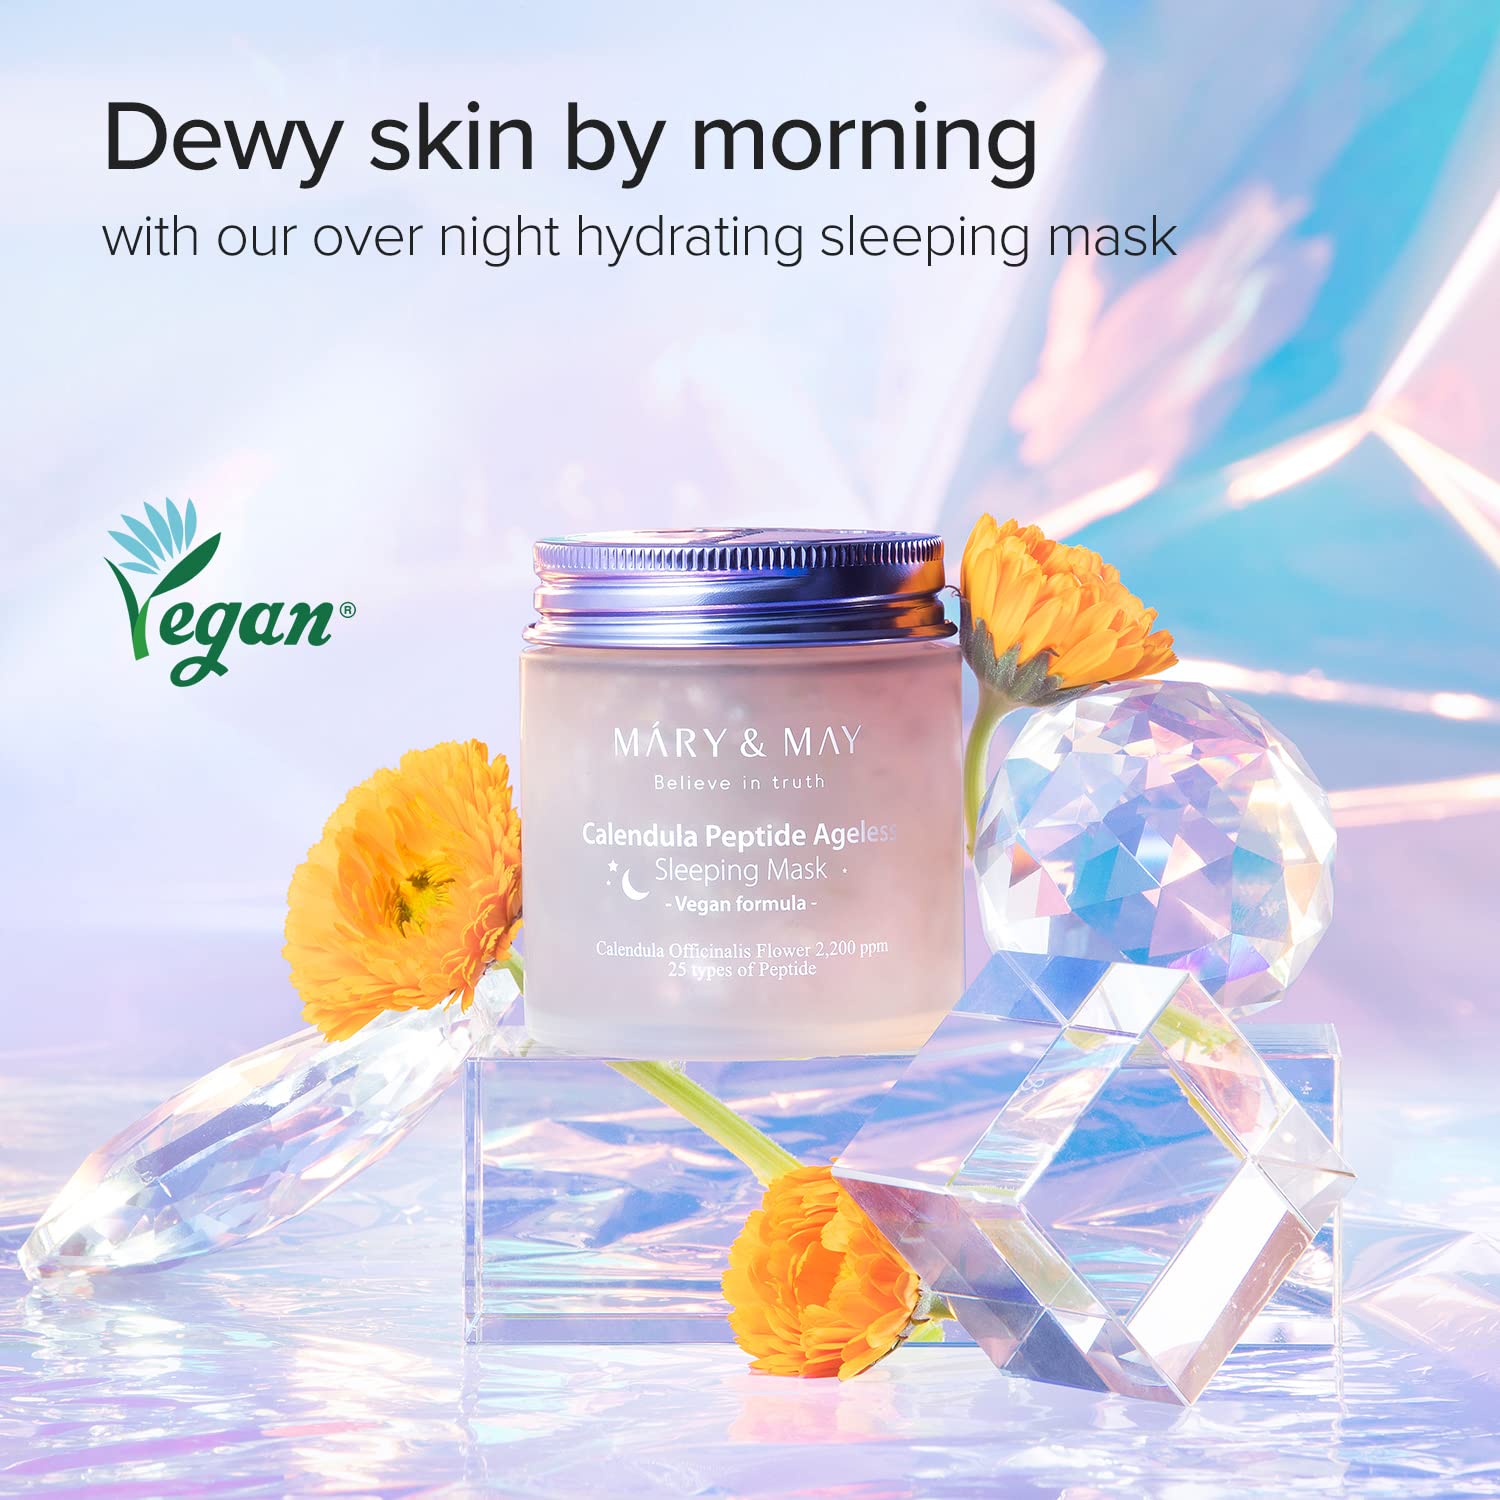 Dewy skin by morning
with our over night hydrating sleeping mask
Vegan®
MÁRY & MAY
Believe in truth
Calendula Peptide Ageless
Sleeping Mask
- Vegan formula -
Calendula Officinalis Flower 2,200 ppm
25 types of Peptide